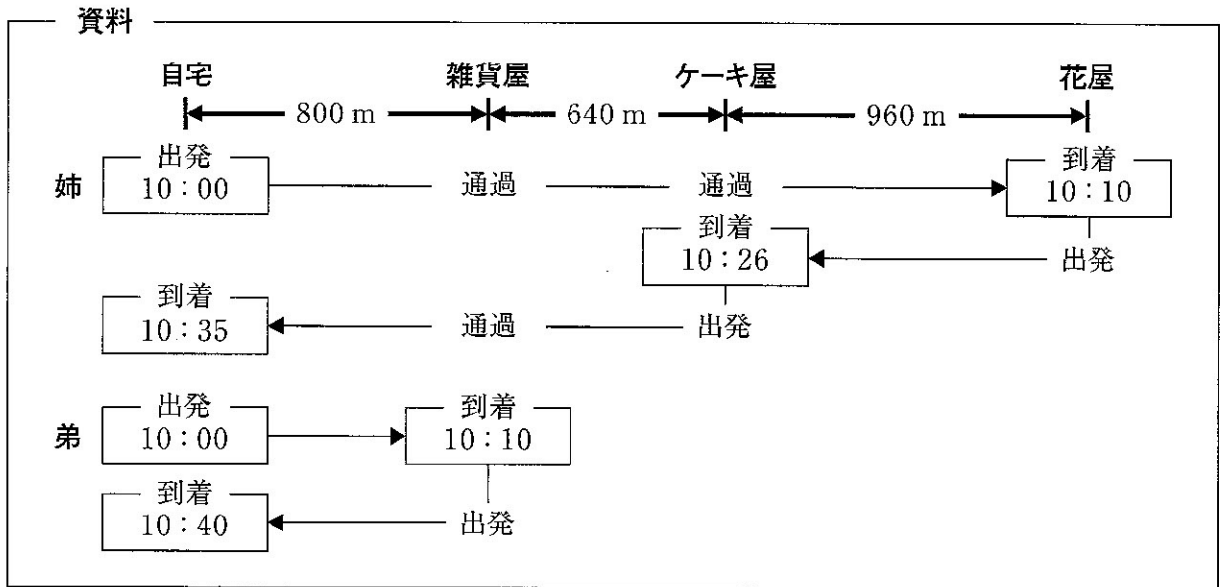 資料
自宅 雑貨屋 ケーキ屋 花屋
800 m 640 m 960 m
出発 到着
姉 10:00 通過 通過 10:10
到着
10:26 出発
到着
10:35 通過 出発
出発 到着
弟 10:00 10:10
到着
10:40 出発